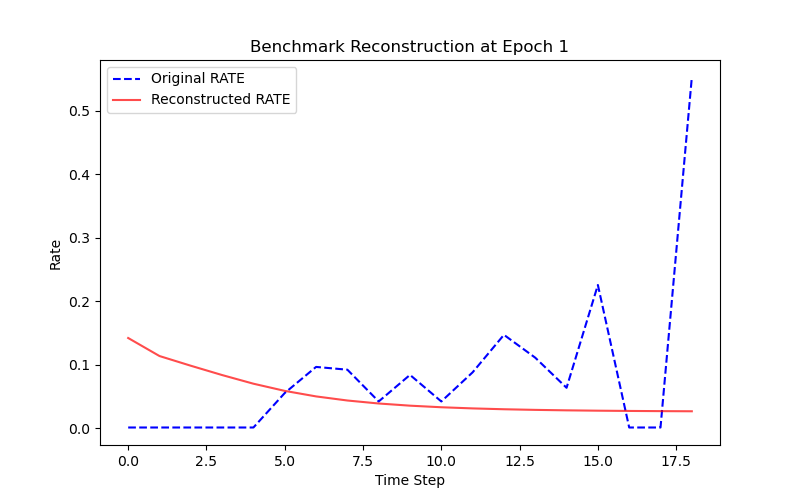 Benchmark Reconstruction at Epoch 1
Original RATE
Reconstructed RATE
Rate
0.5
0.4
0.3
0.2
0.1
0.0
0.0 2.5 5.0 7.5 10.0 12.5 15.0 17.5
Time Step